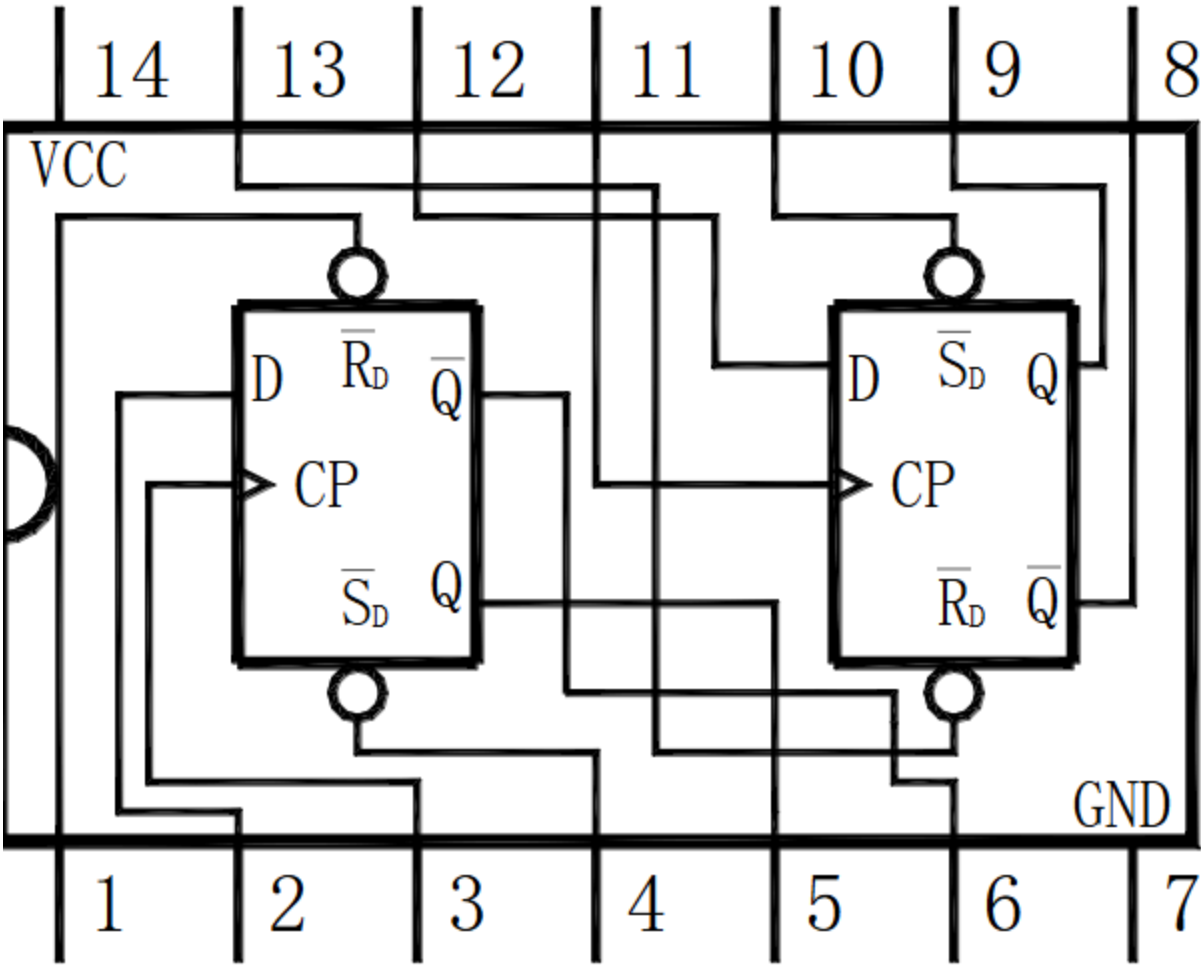 14 13 12 11 10 9 8
VCC
D R̅D Q̅
CP
S̅D Q
D S̅D Q
CP
R̅D Q̅
GND
1 2 3 4 5 6 7